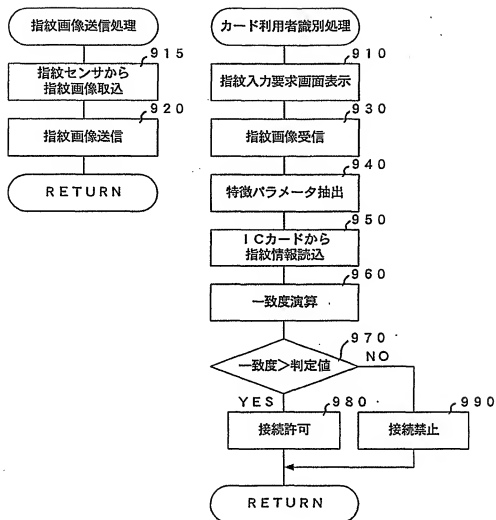 指紋画像送信処理
915
指紋センサから
指紋画像取込
920
指紋画像送信
RETURN
カード利用者識別処理
910
指紋入力要求画面表示
930
指紋画像受信
940
特徴パラメータ抽出
950
ICカードから
指紋情報読込
960
一致度演算
970
一致度>判定値
NO
YES
980
接続許可
990
接続禁止
RETURN